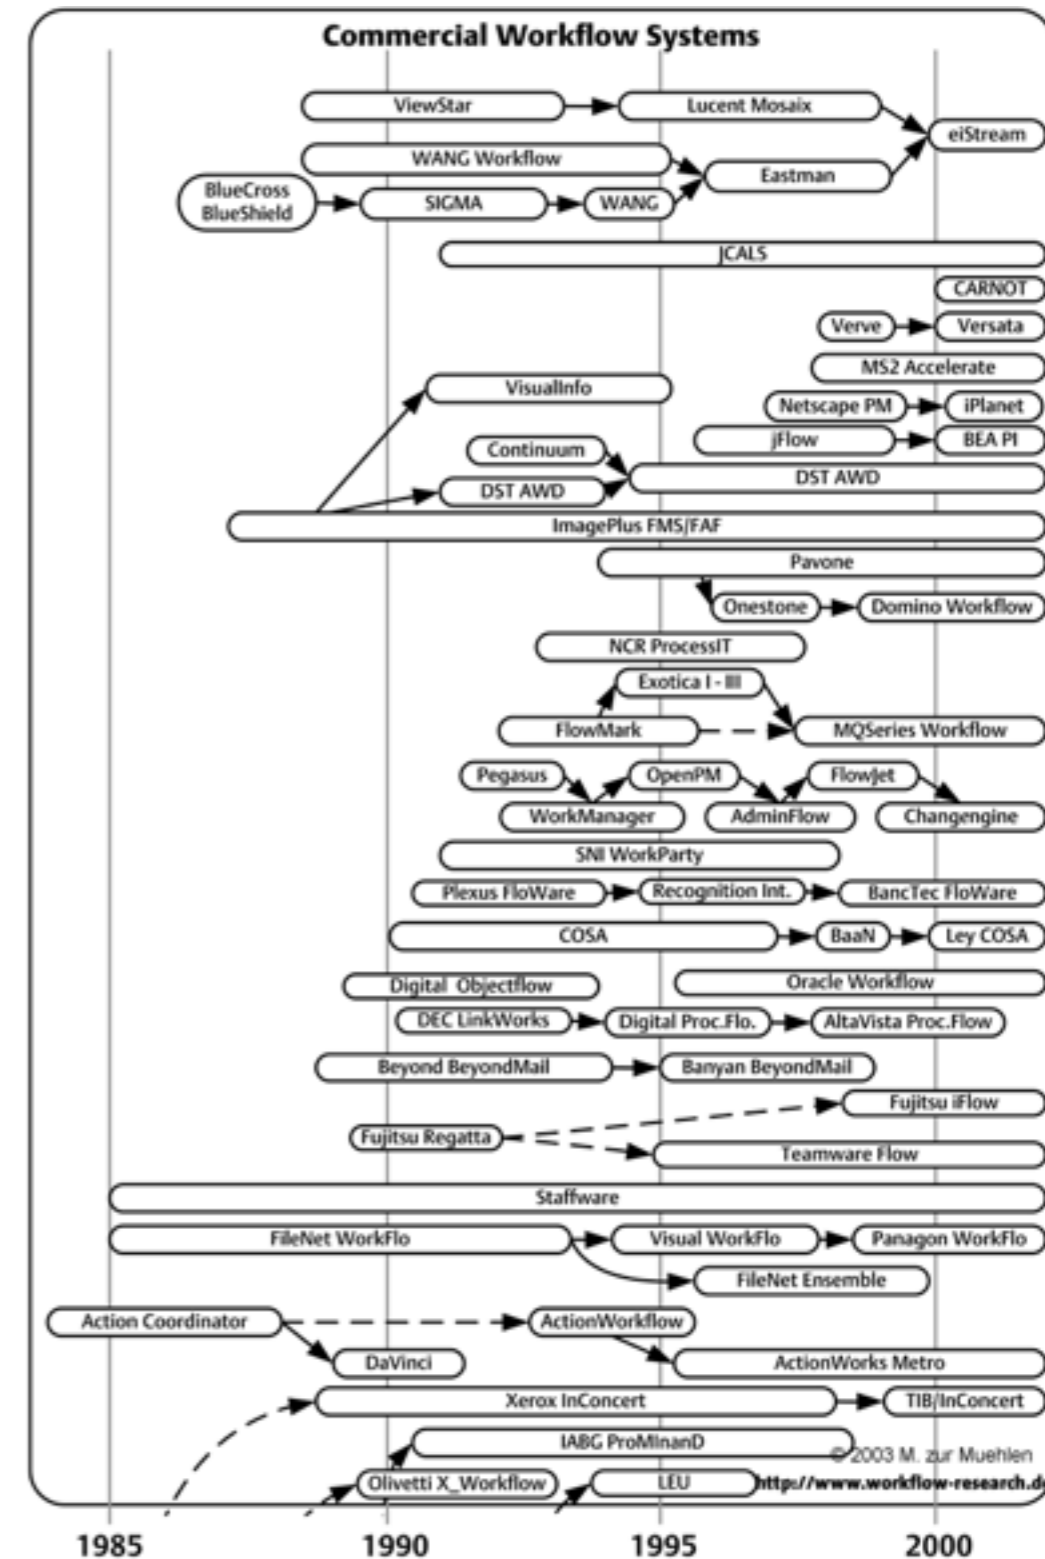 Commercial Workflow Systems
ViewStar
Lucent Mosaix
eiStream
WANG Workflow
Eastman
BlueCross
BlueShield
SIGMA
WANG
JCALS
CARNOT
Verve
Versata
MS2 Accelerate
VisualInfo
Netscape PM
iPlanet
jFlow
BEA PI
Continuum
DST AWD
DST AWD
ImagePlus FMS/FAF
Pavone
Onestone
Domino Workflow
NCR ProcessIT
Exotica I - III
FlowMark
MQSeries Workflow
Pegasus
OpenPM
FlowJet
WorkManager
AdminFlow
Changengine
SNI WorkParty
Plexus FloWare
Recognition Int.
BancTec FloWare
COSA
BaaN
Ley COSA
Digital Objectflow
Oracle Workflow
DEC LinkWorks
Digital Proc.Flo.
AltaVista Proc.Flow
Beyond BeyondMail
Banyan BeyondMail
Fujitsu iFlow
Fujitsu Regatta
Teamware Flow
Staffware
FileNet WorkFlo
Visual WorkFlo
Panagon WorkFlo
FileNet Ensemble
Action Coordinator
ActionWorkflow
DaVinci
ActionWorks Metro
Xerox InConcert
TIB/InConcert
IABG ProMInanD
© 2003 M. zur Muehlen
Olivetti X_Workflow
LEU
http://www.workflow-research.de
1985
1990
1995
2000